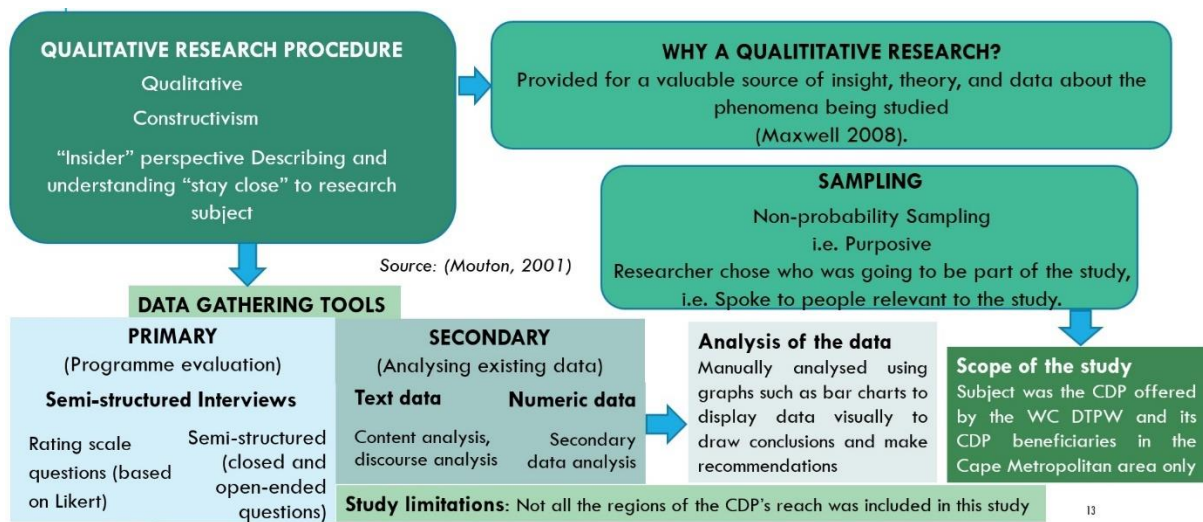 QUALITATIVE RESEARCH PROCEDURE
Qualitative
Constructivism
“Insider” perspective Describing and
understanding “stay close” to research
subject
WHY A QUALITITATIVE RESEARCH?
Provided for a valuable source of insight, theory, and data about the
phenomena being studied
(Maxwell 2008).
SAMPLING
Non-probability Sampling
i.e. Purposive
Researcher chose who was going to be part of the study,
i.e. Spoke to people relevant to the study.
Source: (Mouton, 2001)
DATA GATHERING TOOLS
PRIMARY
(Programme evaluation)
Semi-structured Interviews
Rating scale
questions (based
on Likert)
Semi-structured
(closed and
open-ended
questions)
SECONDARY
(Analysing existing data)
Text data
Content analysis,
discourse analysis
Numeric data
Secondary
data analysis
Analysis of the data
Manually analysed using
graphs such as bar charts to
display data visually to
draw conclusions and make
recommendations
Scope of the study
Subject was the CDP offered
by the WC DTPW and its
CDP beneficiaries in the
Cape Metropolitan area only
Study limitations: Not all the regions of the CDP’s reach was included in this study
13